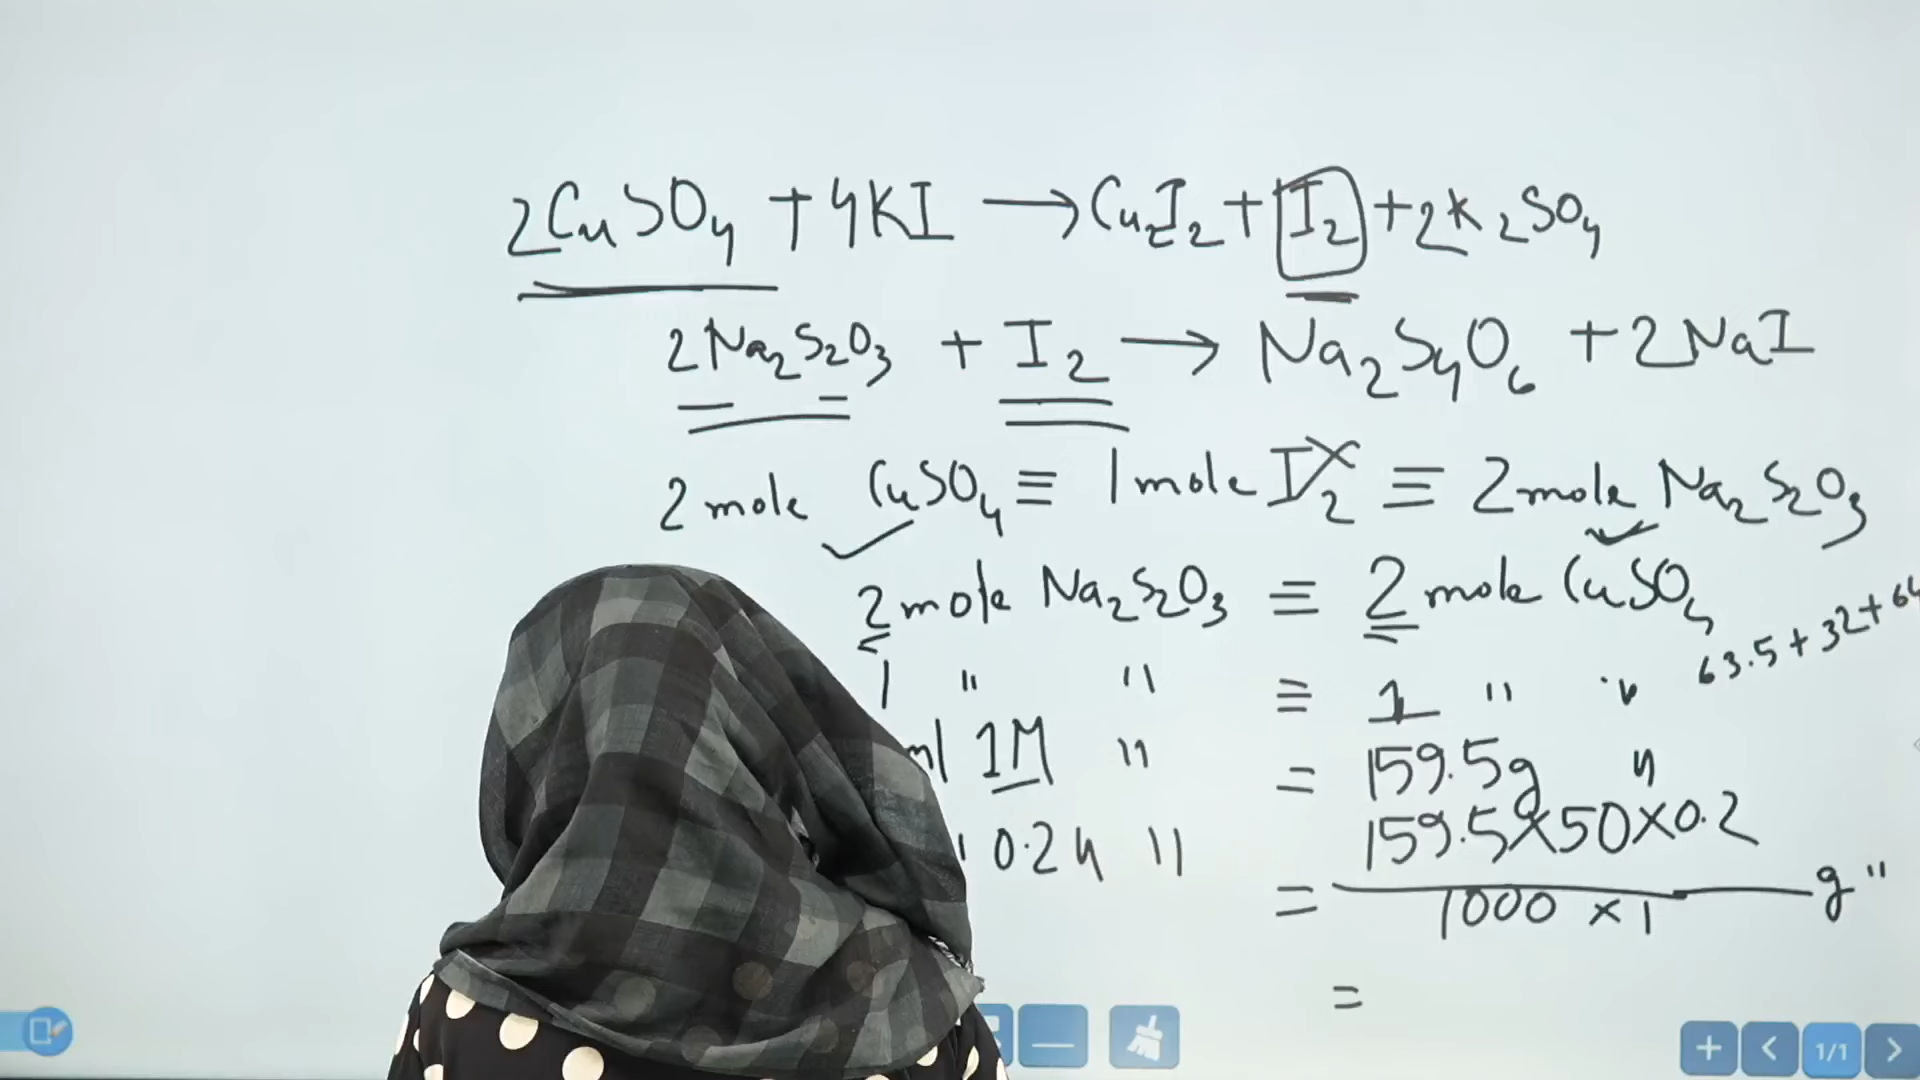 2CuSO4 + 4KI → Cu2I2 + I2 + 2K2SO4
2Na2S2O3 + I2 → Na2S4O6 + 2NaI
2 mole CuSO4 ≡ 1 mole I2 ≡ 2 mole Na2S2O3
2 mole Na2S2O3 ≡ 2 mole CuSO4
63.5 + 32 + 64
1 " " ≡ 1 " "
ml 1M " = 159.5g "
0.24 " = 159.5 × 50 × 0.2
1000 × 1 g "
=
1/1